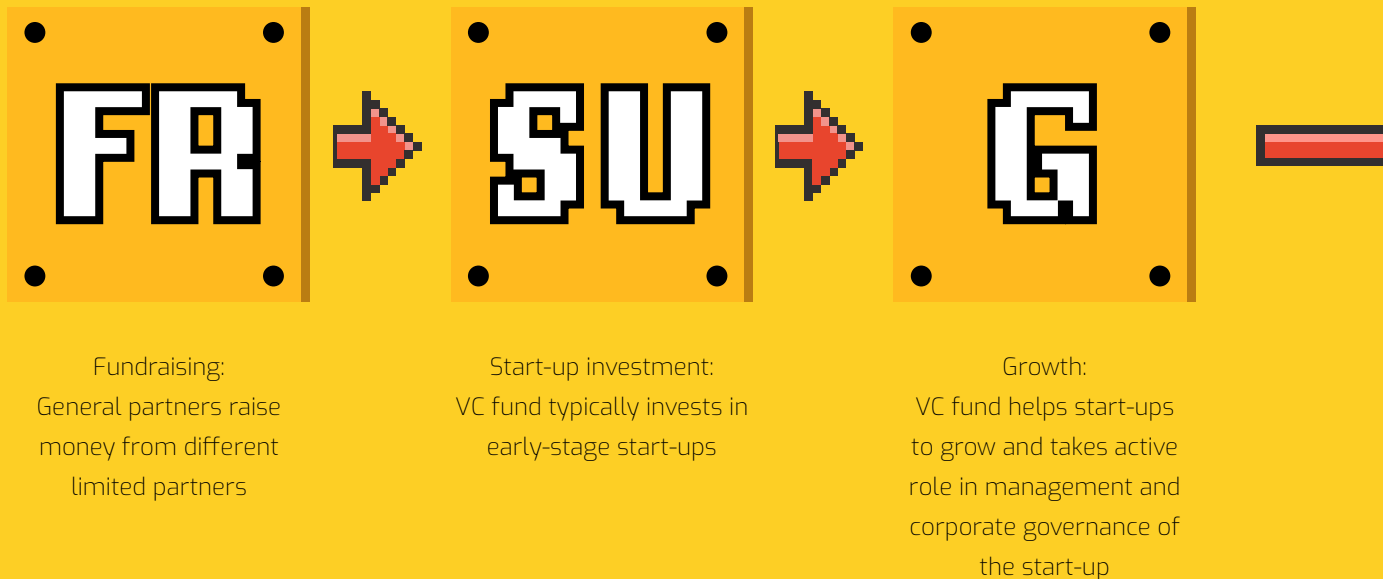 FR
SU
G
Fundraising:
General partners raise
money from different
limited partners
Start-up investment:
VC fund typically invests in
early-stage start-ups
Growth:
VC fund helps start-ups
to grow and takes active
role in management and
corporate governance of
the start-up